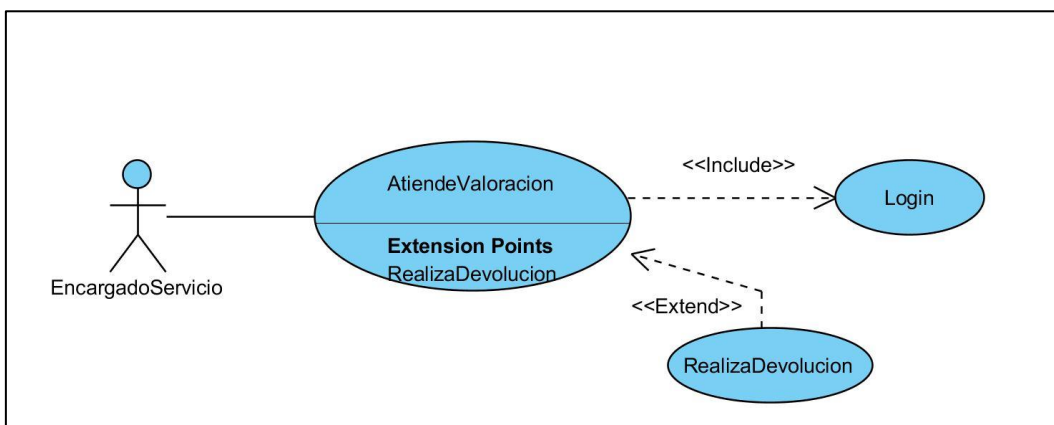 AtiendeValoracion
Extension Points
RealizaDevolucion
EncargadoServicio
<<Include>>
Login
<<Extend>>
RealizaDevolucion